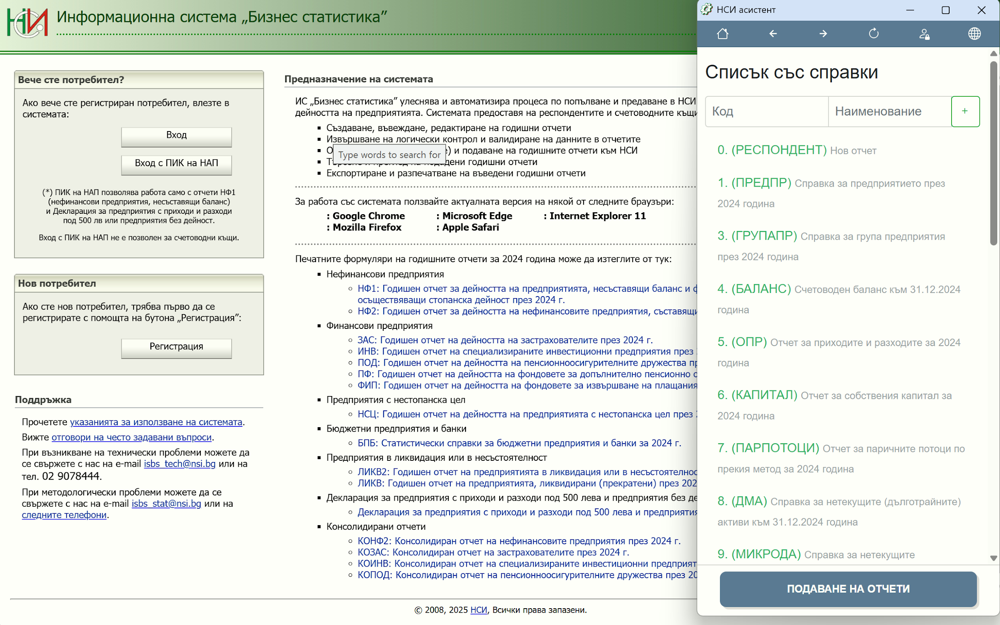 НСИ
Информационна система „Бизнес статистика”
Вече сте потребител?
Ако вече сте регистриран потребител, влезте в
системата:
Вход
Вход с ПИК на НАП
(*) ПИК на НАП позволява работа само с отчети НФ1
(нефинансови предприятия, несъставящи баланс)
и Декларация за предприятия с приходи и разходи
под 500 лв или предприятия без дейност.
Вход с ПИК на НАП не е позволен за счетоводни къщи.
Нов потребител
Ако сте нов потребител, трябва първо да се
регистрирате с помощта на бутона „Регистрация”:
Регистрация
Поддръжка
Прочетете указанията за използване на системата.
Вижте отговори на често задавани въпроси.
При възникване на технически проблеми можете да
се свържете с нас на e-mail isbs_tech@nsi.bg или на
тел. 02 9078444.
При методологически проблеми можете да се
свържете с нас на e-mail isbs_stat@nsi.bg или на
следните телефони.
Предназначение на системата
ИС „Бизнес статистика” улеснява и автоматизира процеса по попълване и предаване в НСИ
дейността на предприятията. Системата предоставя на респондентите и счетоводните къщи
Създаване, въвеждане, редактиране на годишни отчети
Извършване на логически контрол и валидиране на данните в отчетите
и подаване на годишните отчети към НСИ
Type words to search for
годишни отчети
Експортиране и разпечатване на въведени годишни отчети
За работа със системата ползвайте актуалната версия на някой от следните браузъри:
: Google Chrome : Microsoft Edge : Internet Explorer 11
: Mozilla Firefox : Apple Safari
Печатните формуляри на годишните отчети за 2024 година може да изтеглите от тук:
Нефинансови предприятия
НФ1: Годишен отчет за дейността на предприятията, несъставящи баланс и
осъществяващи стопанска дейност през 2024 г.
НФ2: Годишен отчет за дейността на нефинансовите предприятия, съставящи
Финансови предприятия
ЗАС: Годишен отчет на дейността на застрахователите през 2024 г.
ИНВ: Годишен отчет на специализираните инвестиционни предприятия през
ПОД: Годишен отчет на дейността на пенсионноосигурителните дружества
ПФ: Годишен отчет на дейността на фондовете за допълнително пенсионно
ФИП: Годишен отчет на дейността на фондовете за извършване на плащания
Предприятия с нестопанска цел
НСЦ: Годишен отчет на дейността на предприятията с нестопанска цел през
Бюджетни предприятия и банки
БПБ: Статистически справки за бюджетни предприятия и банки за 2024 г.
Предприятия в ликвидация или в несъстоятелност
ЛИКВ2: Годишен отчет на предприятията в ликвидация или в
ЛИКВ: Годишен отчет на предприятията, ликвидирани (прекратени) през
Декларация за предприятия с приходи и разходи под 500 лева и предприятия без
Декларация за предприятия с приходи и разходи под 500 лева и предприятия
Консолидирани отчети
КОНФ2: Консолидиран отчет на нефинансовите предприятия през 2024 г.
КОЗАС: Консолидиран отчет на застрахователите през 2024 г.
КОИНВ: Консолидиран отчет на специализираните инвестиционни
КОПОД: Консолидиран отчет на пенсионноосигурителните дружества през
© 2008, 2025 НСИ, Всички права запазени.
НСИ асистент
Списък със справки
Код Наименование +
0. (РЕСПОНДЕНТ) Нов отчет
1. (ПРЕДПР) Справка за предприятието през
2024 година
3. (ГРУПАПР) Справка за група предприятия
през 2024 година
4. (БАЛАНС) Счетоводен баланс към 31.12.2024
година
5. (ОПР) Отчет за приходите и разходите за 2024
година
6. (КАПИТАЛ) Отчет за собствения капитал за
2024 година
7. (ПАРПОТОЦИ) Отчет за паричните потоци по
прекия метод за 2024 година
8. (ДМА) Справка за нетекущите (дълготрайните)
активи към 31.12.2024 година
9. (МИКРОДА) Справка за нетекущите
ПОДАВАНЕ НА ОТЧЕТИ